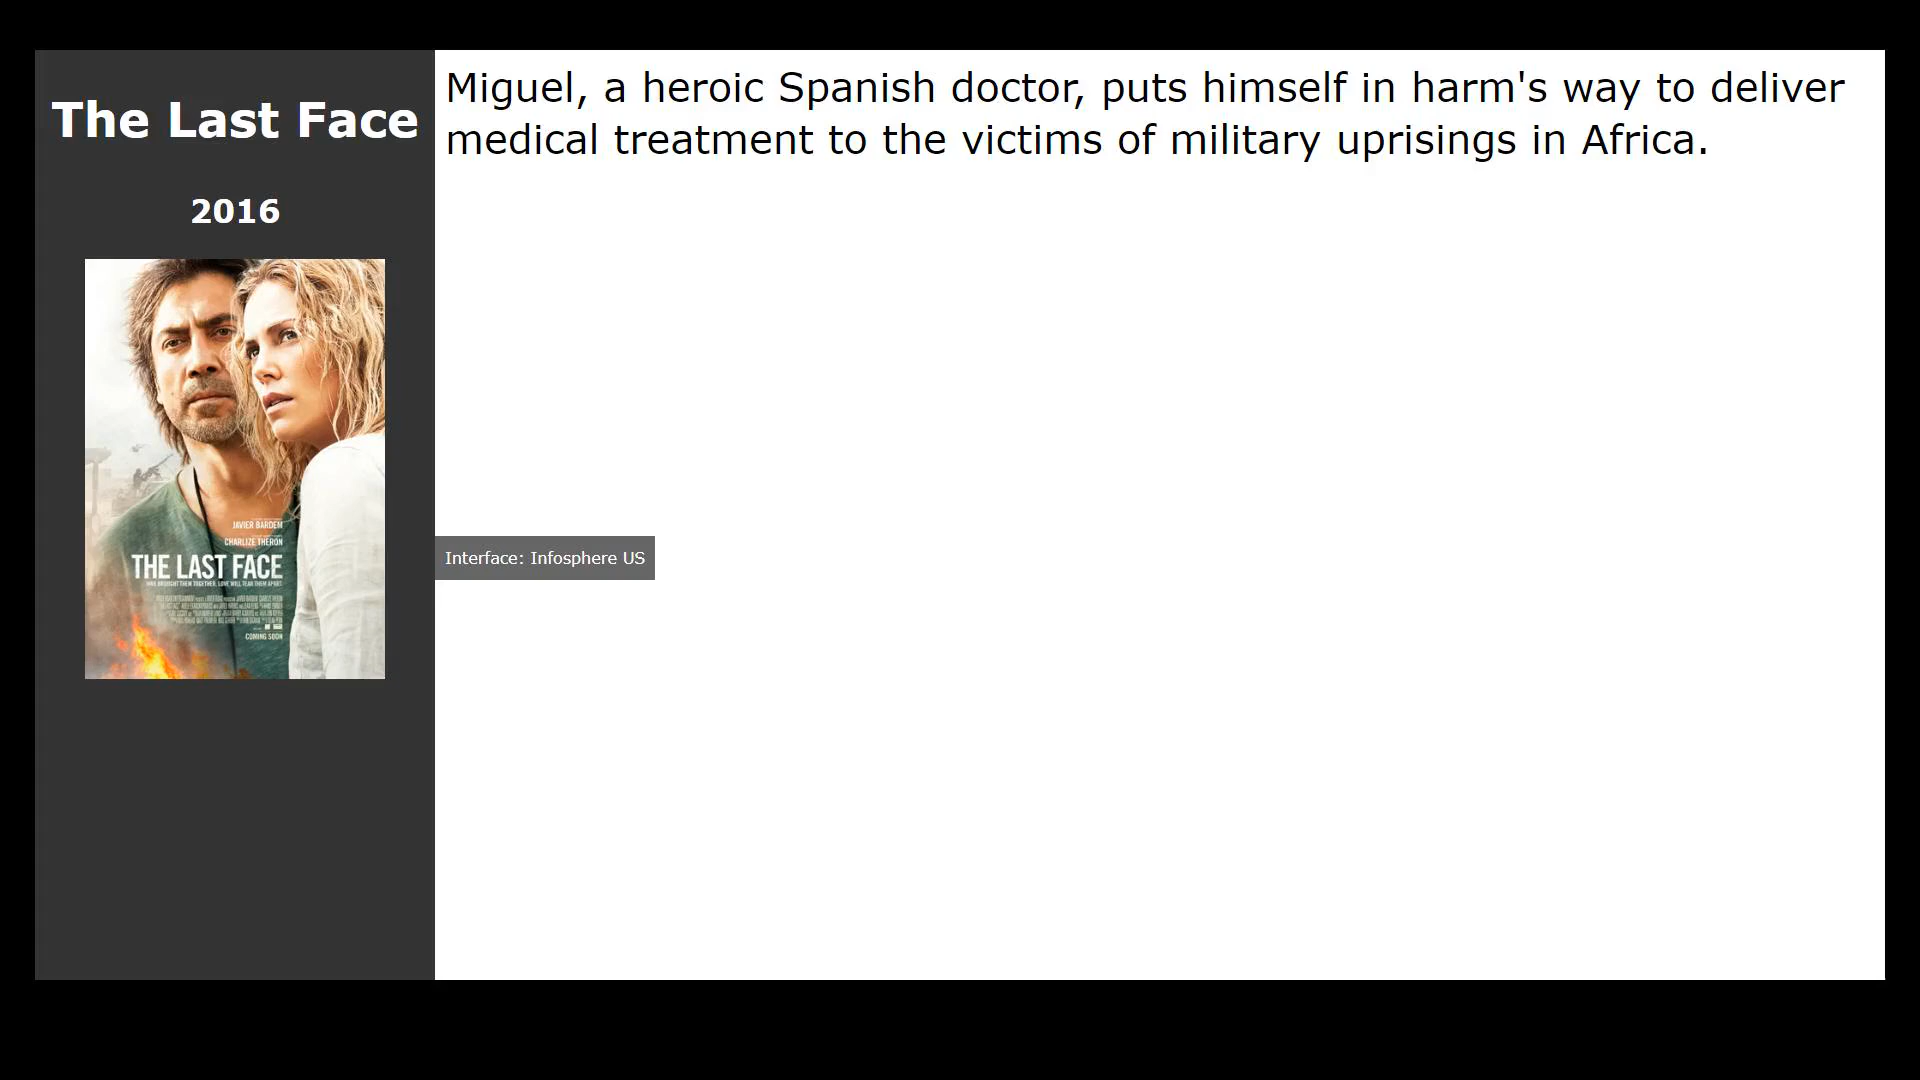 The Last Face
2016
Miguel, a heroic Spanish doctor, puts himself in harm's way to deliver
medical treatment to the victims of military uprisings in Africa.
JAVIER BARDEM
CHARLIZE THERON
THE LAST FACE
COMING SOON
Interface: Infosphere US